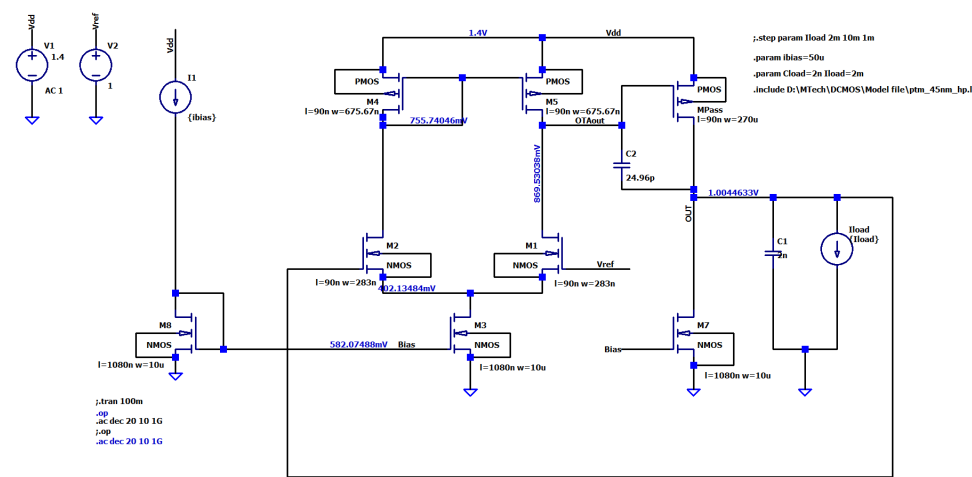 Vdd
Vref
V1
V2
1.4
AC 1
1
Vdd
I1
{ibias}
1.4V
Vdd
PMOS
M4
l=90n w=675.67n
755.74046mV
PMOS
M5
l=90n w=675.67n
OTAout
869.53038mV
PMOS
MPass
l=90n w=270u
C2
24.96p
1.0044633V
OUT
;.step param Iload 2m 10m 1m
.param ibias=50u
.param Cload=2n Iload=2m
.include D:\MTech\DCMOS\Model file\ptm_45nm_hp.l
C1
2n
Iload
{Iload}
M2
NMOS
l=90n w=283n
402.13484mV
M1
NMOS
l=90n w=283n
Vref
M8
NMOS
l=1080n w=10u
582.07488mV
Bias
M3
NMOS
l=1080n w=10u
Bias
M7
NMOS
l=1080n w=10u
;.tran 100m
.op
.ac dec 20 10 1G
;.op
.ac dec 20 10 1G